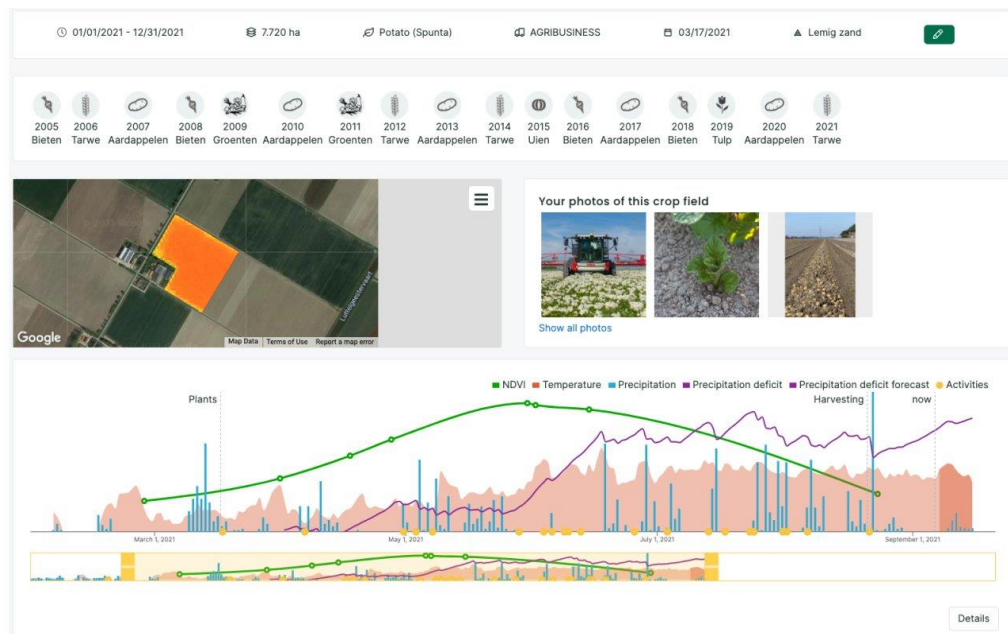 01/01/2021 - 12/31/2021 7.720 ha Potato (Spunta) AGRIBUSINESS 03/17/2021 Lemig zand
2005 2006 2007 2008 2009 2010 2011 2012 2013 2014 2015 2016 2017 2018 2019 2020 2021
Bieten Tarwe Aardappelen Bieten Groenten Aardappelen Groenten Tarwe Aardappelen Tarwe Uien Bieten Aardappelen Bieten Tulp Aardappelen Tarwe
Lutteigeestervaart
Google
Map Data Terms of Use Report a map error
Your photos of this crop field
Show all photos
NDVI Temperature Precipitation Precipitation deficit Precipitation deficit forecast Activities
Plants Harvesting now
March 1, 2021 May 1, 2021 July 1, 2021 September 1, 2021
Details